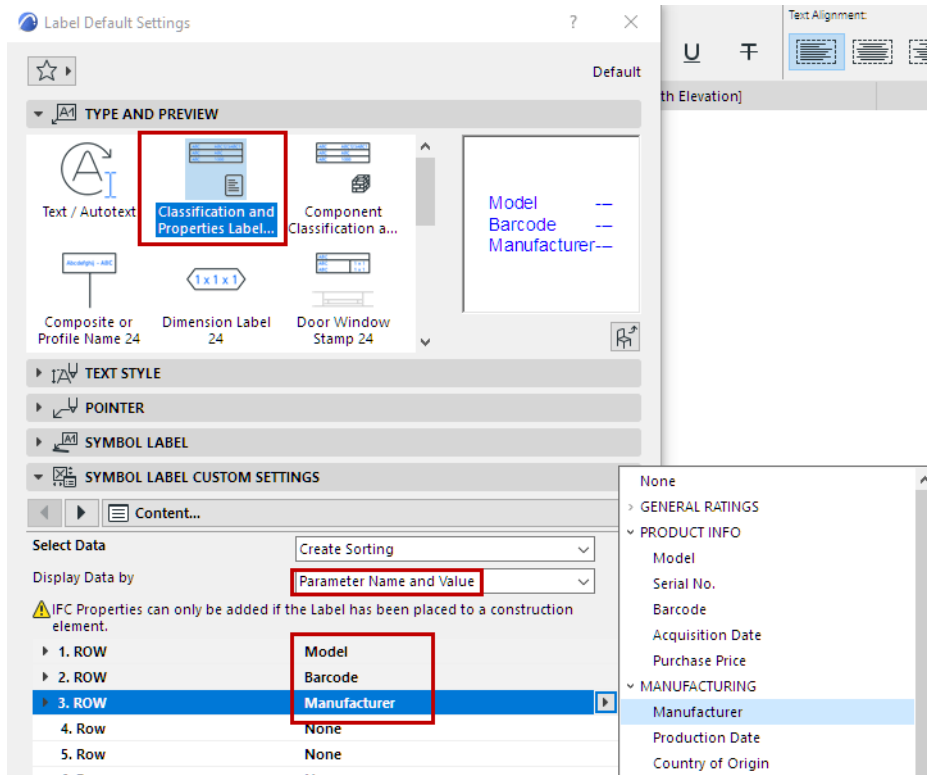 Label Default Settings
?
Text Alignment:
Default
U
T
th Elevation]
A1 TYPE AND PREVIEW
Text / Autotext
Classification and
Properties Label...
Component
Classification a...
Abcdefghij - ABC
1 x 1 x 1
Composite or
Profile Name 24
Dimension Label
24
Door Window
Stamp 24
Model ---
Barcode ---
Manufacturer---
TEXT STYLE
POINTER
A1 SYMBOL LABEL
SYMBOL LABEL CUSTOM SETTINGS
Content...
Select Data Create Sorting
Display Data by Parameter Name and Value
IFC Properties can only be added if the Label has been placed to a construction
element.
1. ROW Model
2. ROW Barcode
3. ROW Manufacturer
4. Row None
5. Row None
None
GENERAL RATINGS
PRODUCT INFO
Model
Serial No.
Barcode
Acquisition Date
Purchase Price
MANUFACTURING
Manufacturer
Production Date
Country of Origin